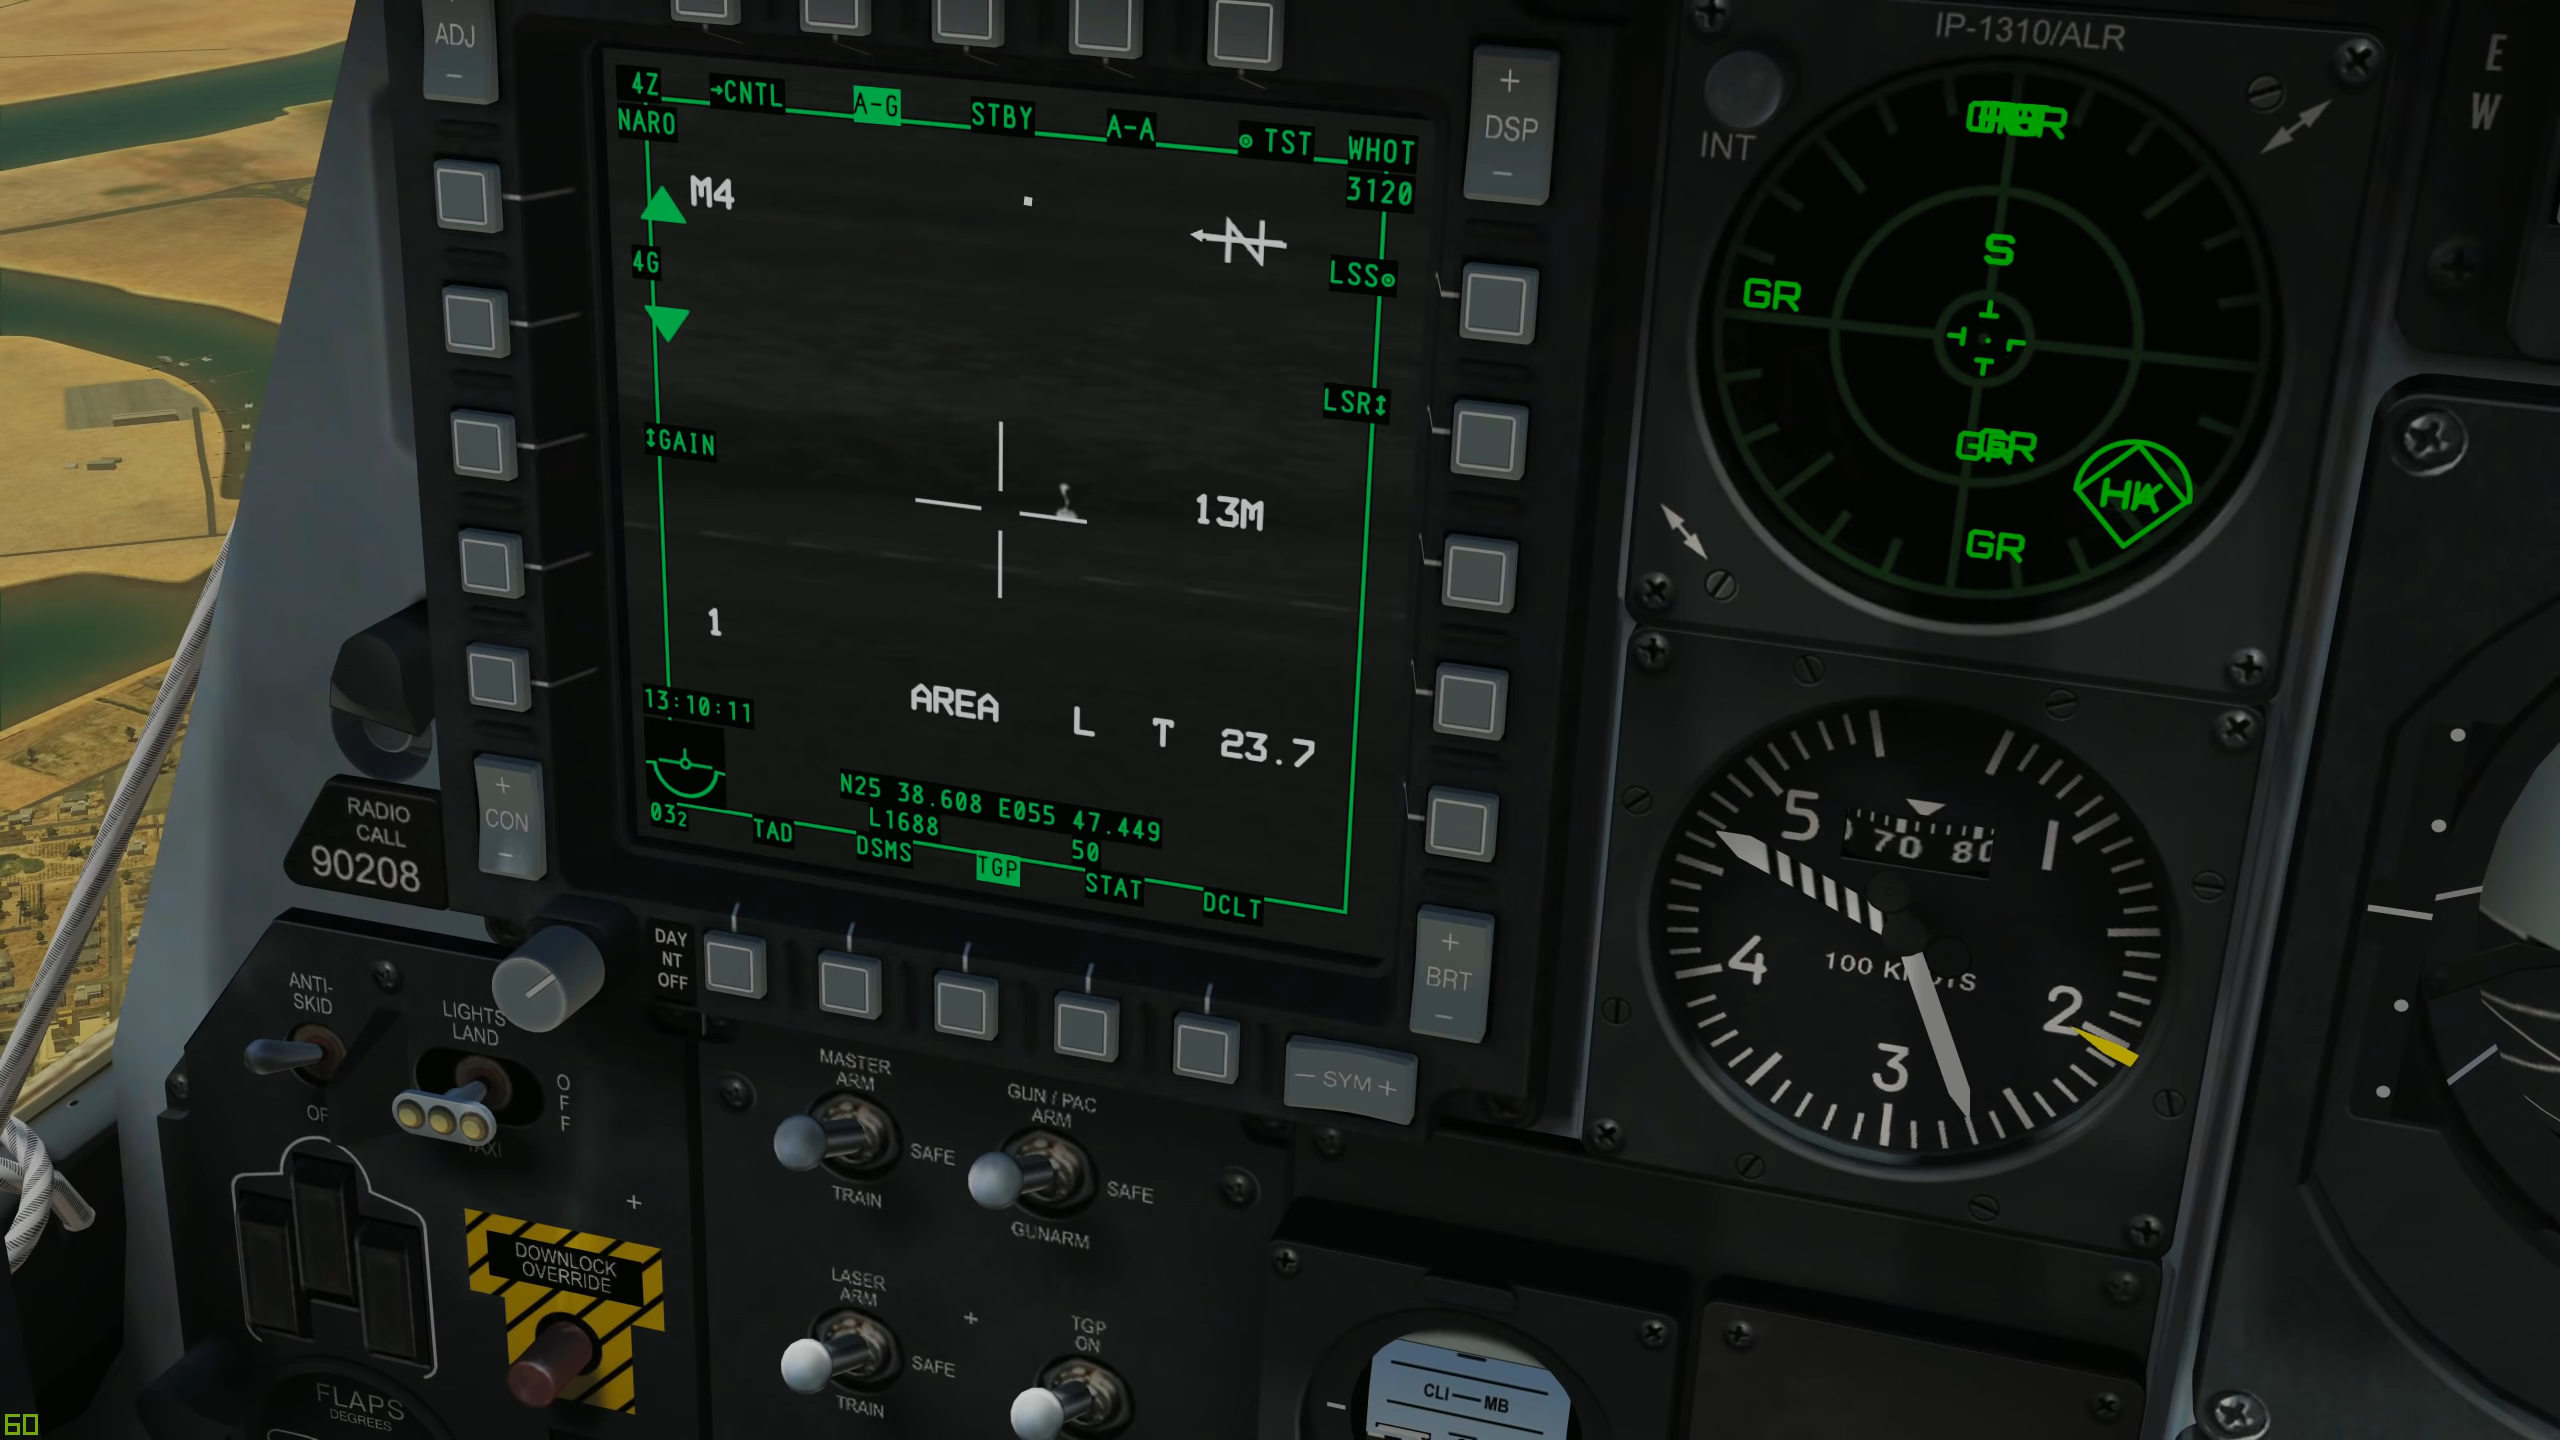 ADJ
-
4Z
→CNTL
A-G
STBY
A-A
TST
WHOT
NARO
3120
M4
N
+
DSP
-
4G
LSS
LSR↕
↕GAIN
13M
1
13:10:11
AREA L T 23.7
N25 38.608 E055 47.449
L1688
50
032
TAD
DSMS
TGP
STAT
DCLT
+
CON
-
DAY
NT
OFF
+
BRT
-
- SYM +
IP-1310/ALR
INT
E
W
S
GR
GR
GR
RADIO
CALL
90208
ANTI-
SKID
LIGHTS
LAND
OFF
MASTER
ARM
SAFE
TRAIN
GUN / PAC
ARM
SAFE
GUNARM
+
DOWNLOCK
OVERRIDE
LASER
ARM
SAFE
TRAIN
+
TGP
ON
FLAPS
DEGREES
70 80
5
1
4
2
3
CLIMB
60